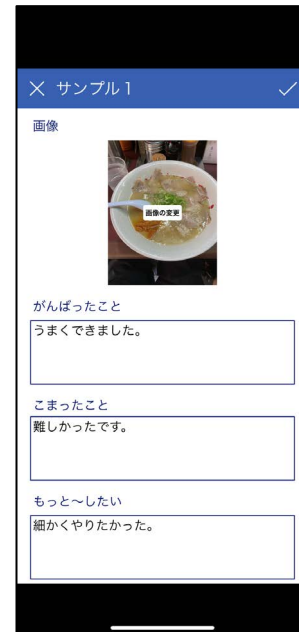 サンプル1
画像
画像の変更
がんばったこと
うまくできました。
こまったこと
難しかったです。
もっと〜したい
細かくやりたかった。